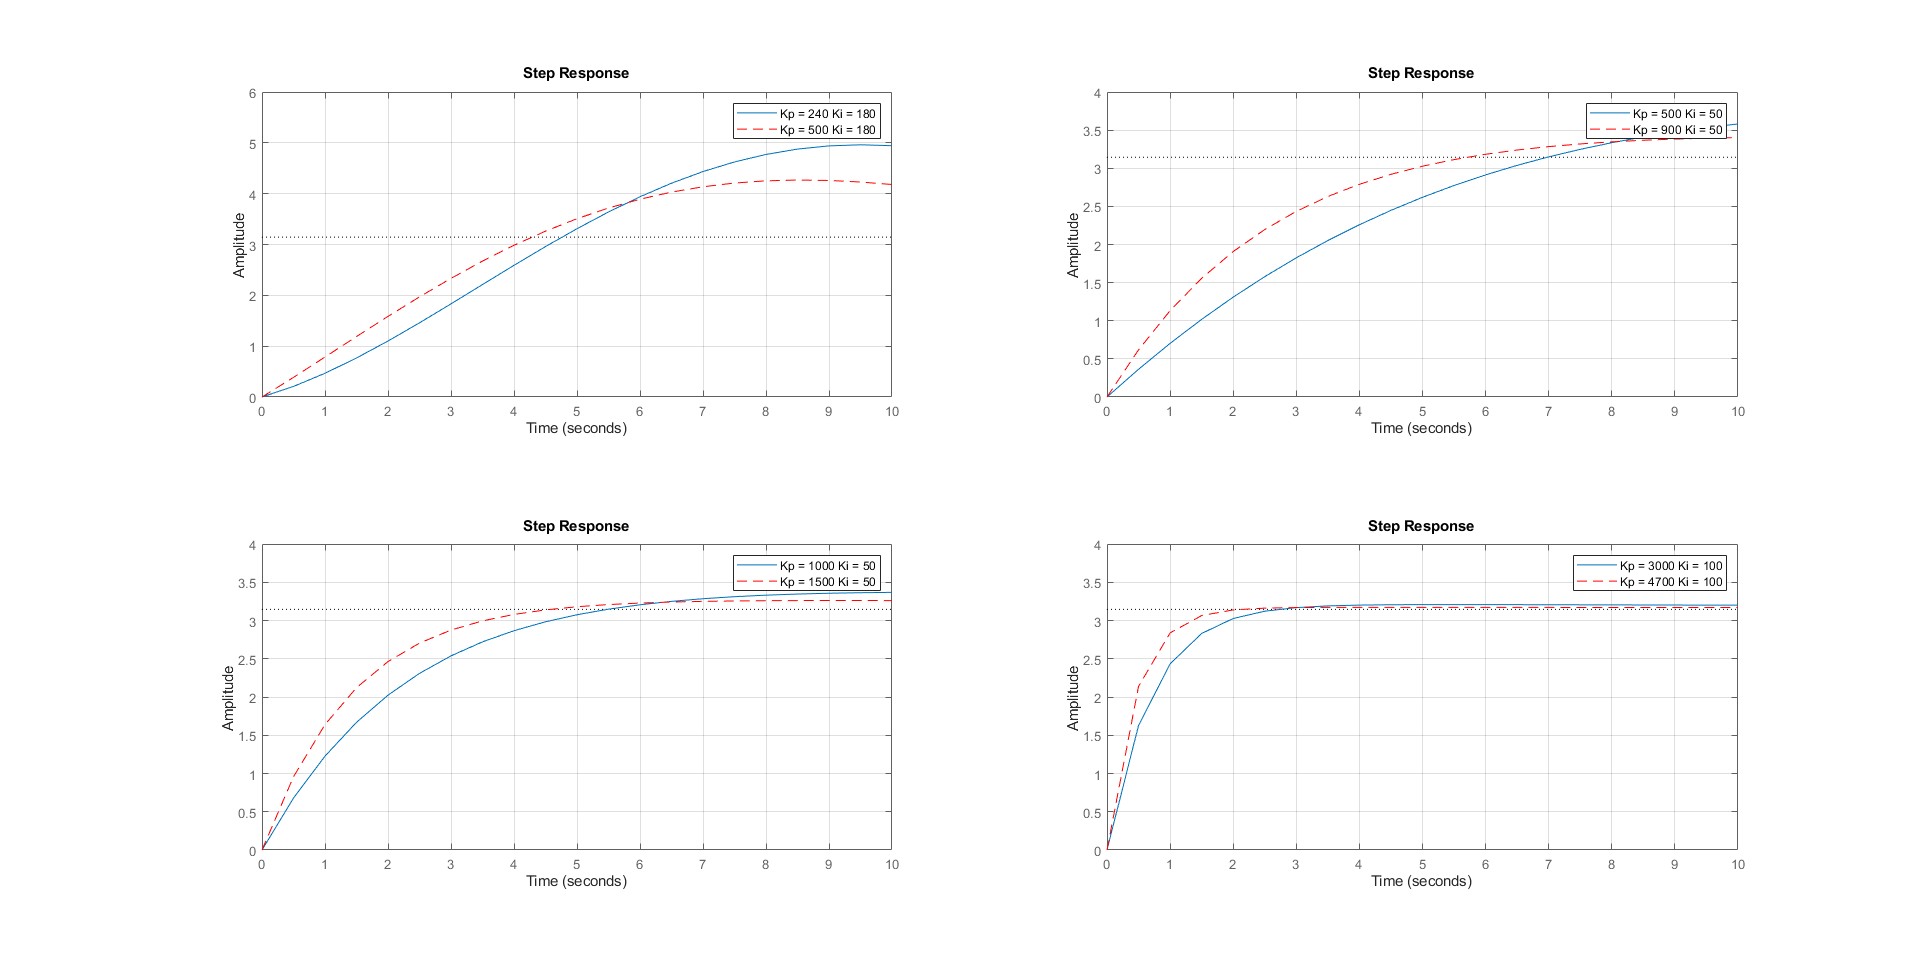 Step Response
Kp = 240 Ki = 180
Kp = 500 Ki = 180
6
5
4
3
2
1
0
Amplitude
0 1 2 3 4 5 6 7 8 9 10
Time (seconds)
Step Response
Kp = 500 Ki = 50
Kp = 900 Ki = 50
4
3.5
3
2.5
2
1.5
1
0.5
0
Amplitude
0 1 2 3 4 5 6 7 8 9 10
Time (seconds)
Step Response
Kp = 1000 Ki = 50
Kp = 1500 Ki = 50
4
3.5
3
2.5
2
1.5
1
0.5
0
Amplitude
0 1 2 3 4 5 6 7 8 9 10
Time (seconds)
Step Response
Kp = 3000 Ki = 100
Kp = 4700 Ki = 100
4
3.5
3
2.5
2
1.5
1
0.5
0
Amplitude
0 1 2 3 4 5 6 7 8 9 10
Time (seconds)